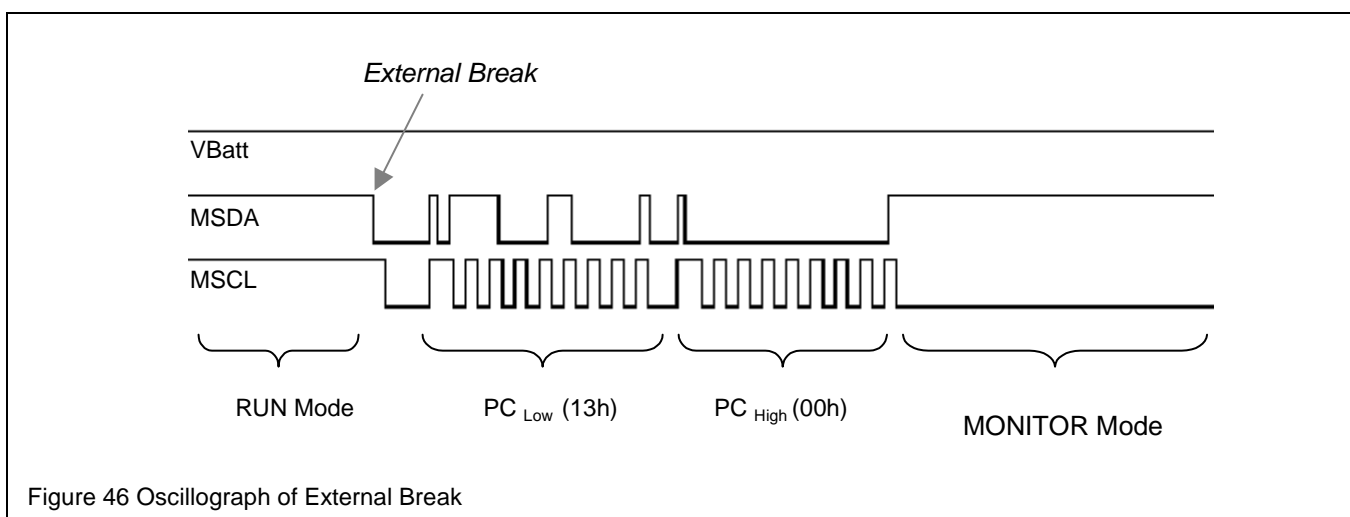 External Break
VBatt
MSDA
MSCL
RUN Mode
PC Low (13h)
PC High (00h)
MONITOR Mode
Figure 46 Oscillograph of External Break